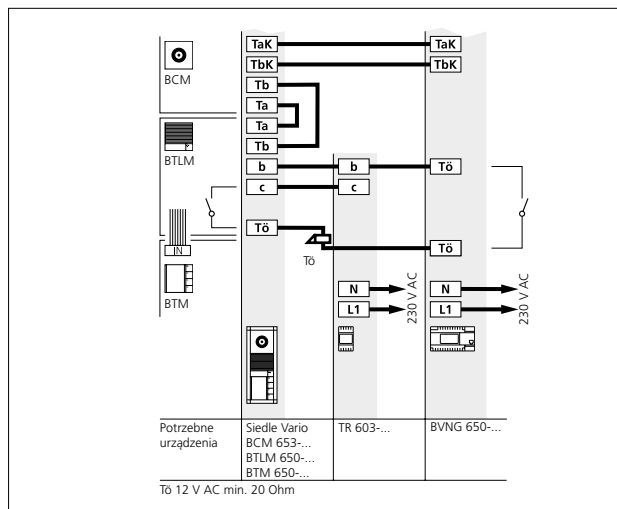 TaK TaK
BCM TbK TbK
Tb
Ta
BTLM Ta
Tb
b b Tö
c c
Tö Tö
Tö
IN
BTM N 230 V AC N 230 V AC
L1 L1
Potrzebne urządzenia
Siedle Vario
BCM 653-...
BTLM 650-...
BTM 650-...
TR 603-...
BVNG 650-...
Tö 12 V AC min. 20 Ohm